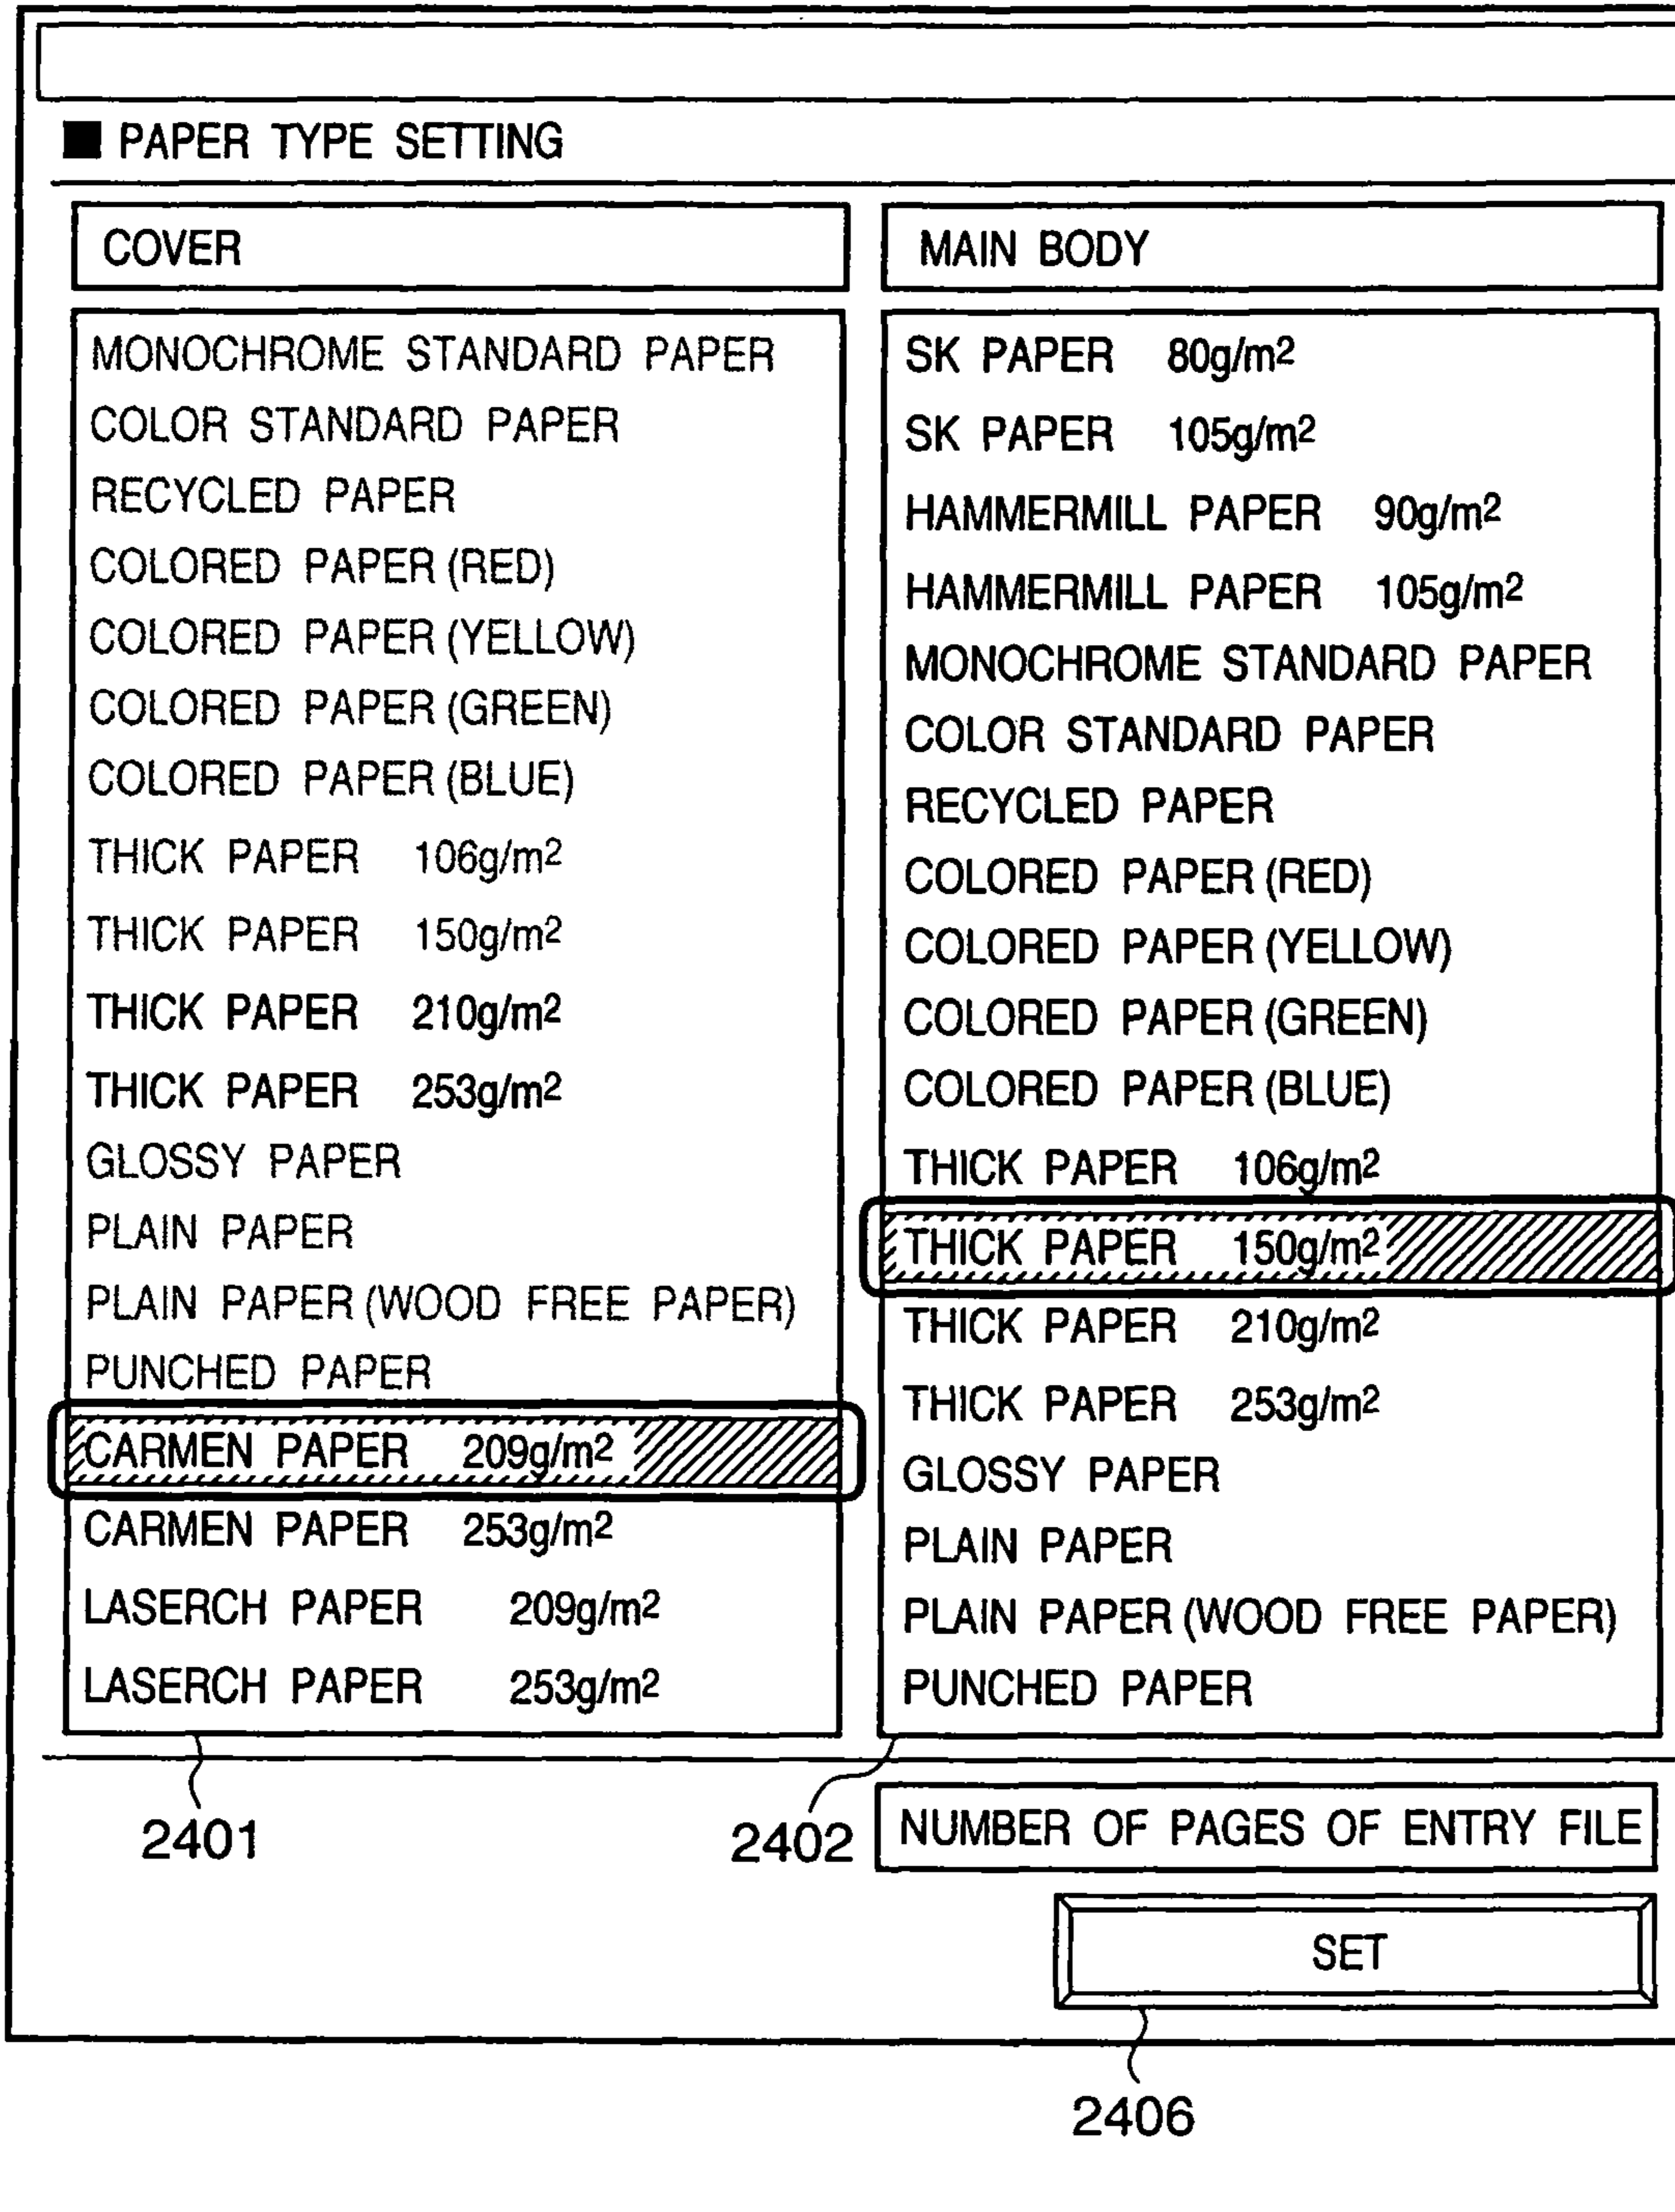 ■ PAPER TYPE SETTING
COVER
MONOCHROME STANDARD PAPER
COLOR STANDARD PAPER
RECYCLED PAPER
COLORED PAPER (RED)
COLORED PAPER (YELLOW)
COLORED PAPER (GREEN)
COLORED PAPER (BLUE)
THICK PAPER 106g/m²
THICK PAPER 150g/m²
THICK PAPER 210g/m²
THICK PAPER 253g/m²
GLOSSY PAPER
PLAIN PAPER
PLAIN PAPER (WOOD FREE PAPER)
PUNCHED PAPER
CARMEN PAPER 209g/m²
CARMEN PAPER 253g/m²
LASERCH PAPER 209g/m²
LASERCH PAPER 253g/m²
2401
MAIN BODY
SK PAPER 80g/m²
SK PAPER 105g/m²
HAMMERMILL PAPER 90g/m²
HAMMERMILL PAPER 105g/m²
MONOCHROME STANDARD PAPER
COLOR STANDARD PAPER
RECYCLED PAPER
COLORED PAPER (RED)
COLORED PAPER (YELLOW)
COLORED PAPER (GREEN)
COLORED PAPER (BLUE)
THICK PAPER 106g/m²
THICK PAPER 150g/m²
THICK PAPER 210g/m²
THICK PAPER 253g/m²
GLOSSY PAPER
PLAIN PAPER
PLAIN PAPER (WOOD FREE PAPER)
PUNCHED PAPER
2402
NUMBER OF PAGES OF ENTRY FILE
SET
2406